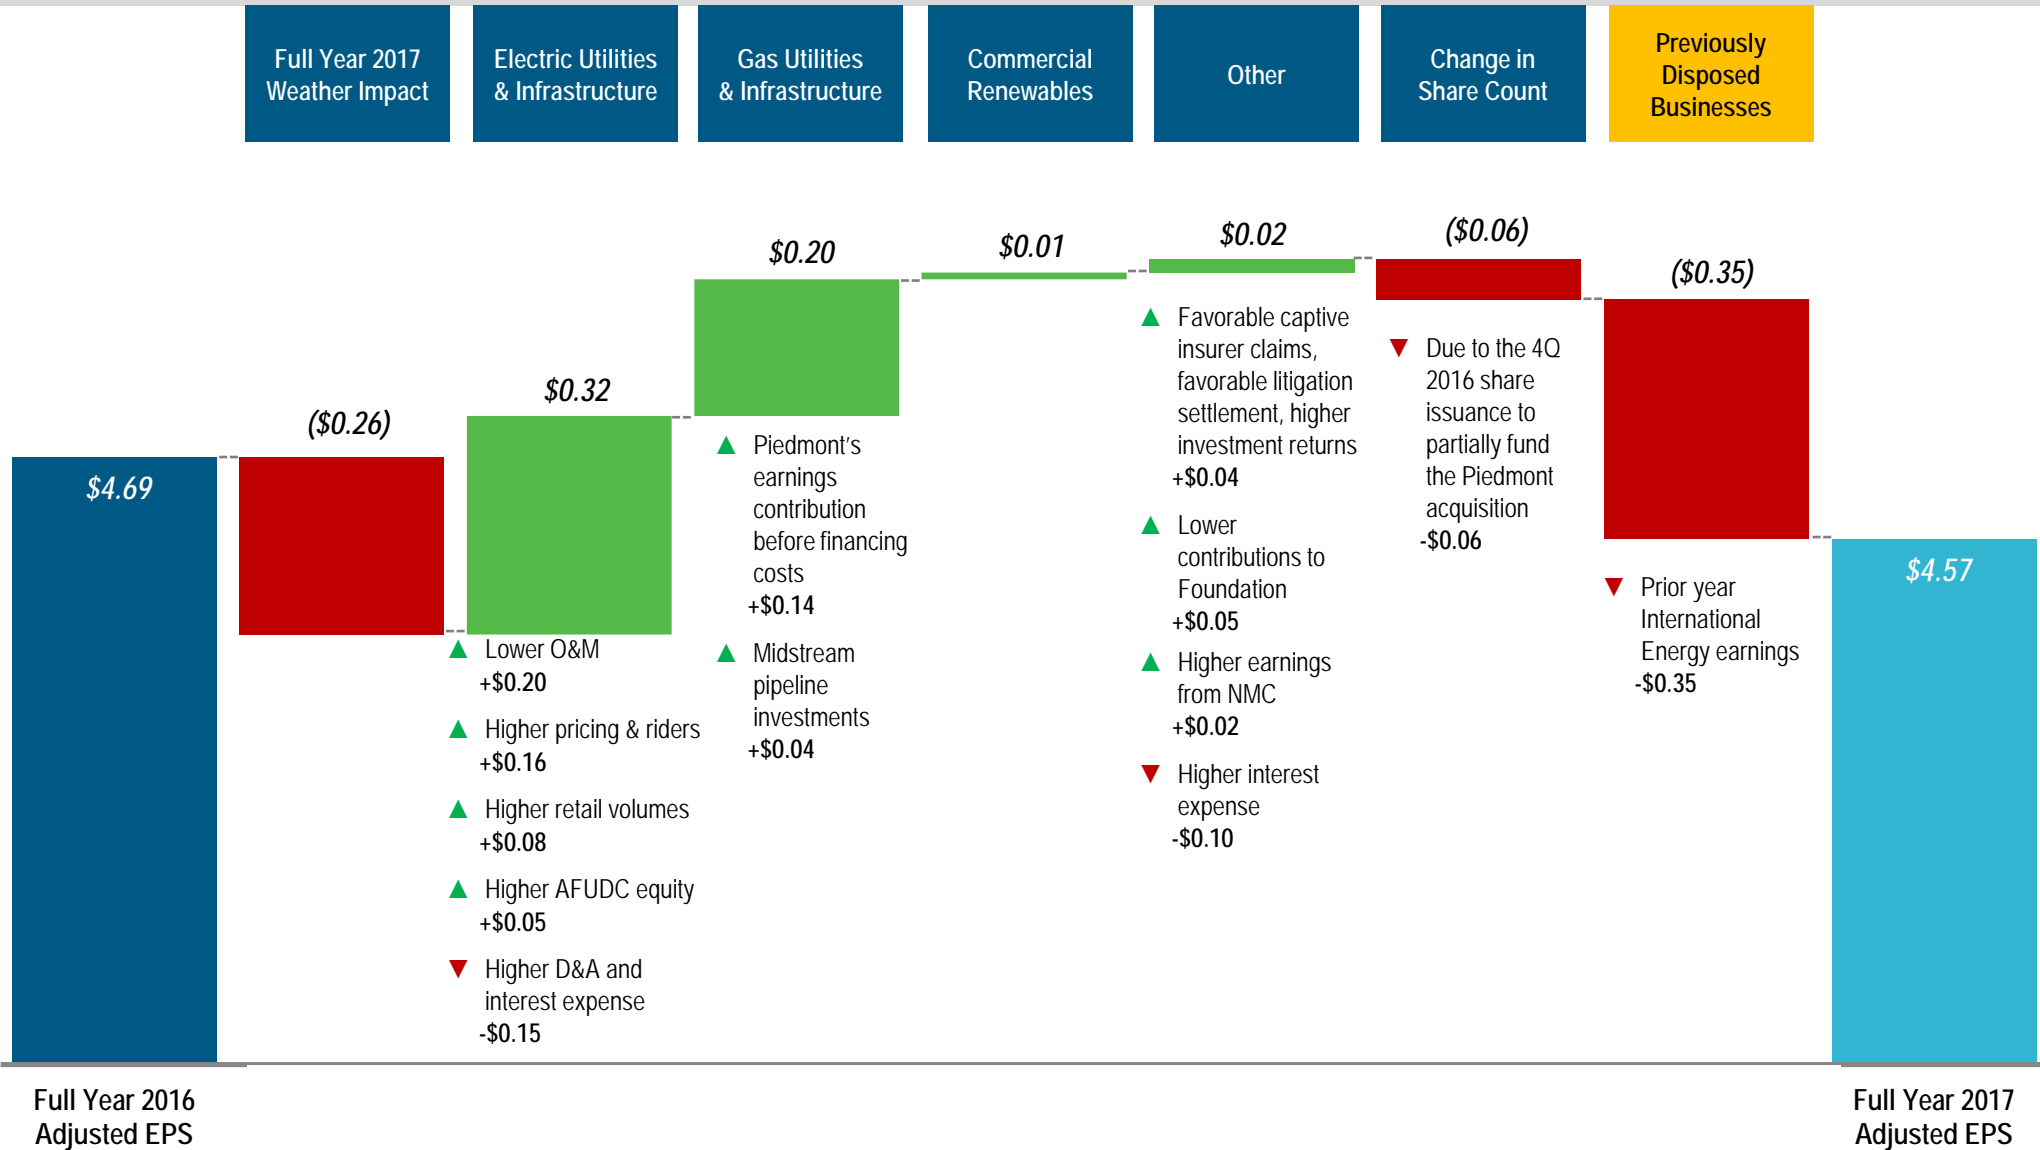 Full Year 2017
Weather Impact
Electric Utilities
& Infrastructure
Gas Utilities
& Infrastructure
Commercial
Renewables
Other
Change in
Share Count
Previously
Disposed
Businesses
$4.69
($0.26)
$0.32
▲ Lower O&M
+$0.20
▲ Higher pricing & riders
+$0.16
▲ Higher retail volumes
+$0.08
▲ Higher AFUDC equity
+$0.05
▼ Higher D&A and
interest expense
-$0.15
$0.20
▲ Piedmont's
earnings
contribution
before financing
costs
+$0.14
▲ Midstream
pipeline
investments
+$0.04
$0.01
$0.02
▲ Favorable captive
insurer claims,
favorable litigation
settlement, higher
investment returns
+$0.04
▲ Lower
contributions to
Foundation
+$0.05
▲ Higher earnings
from NMC
+$0.02
▼ Higher interest
expense
-$0.10
($0.06)
▼ Due to the 4Q
2016 share
issuance to
partially fund
the Piedmont
acquisition
-$0.06
($0.35)
▼ Prior year
International
Energy earnings
-$0.35
$4.57
Full Year 2016
Adjusted EPS
Full Year 2017
Adjusted EPS